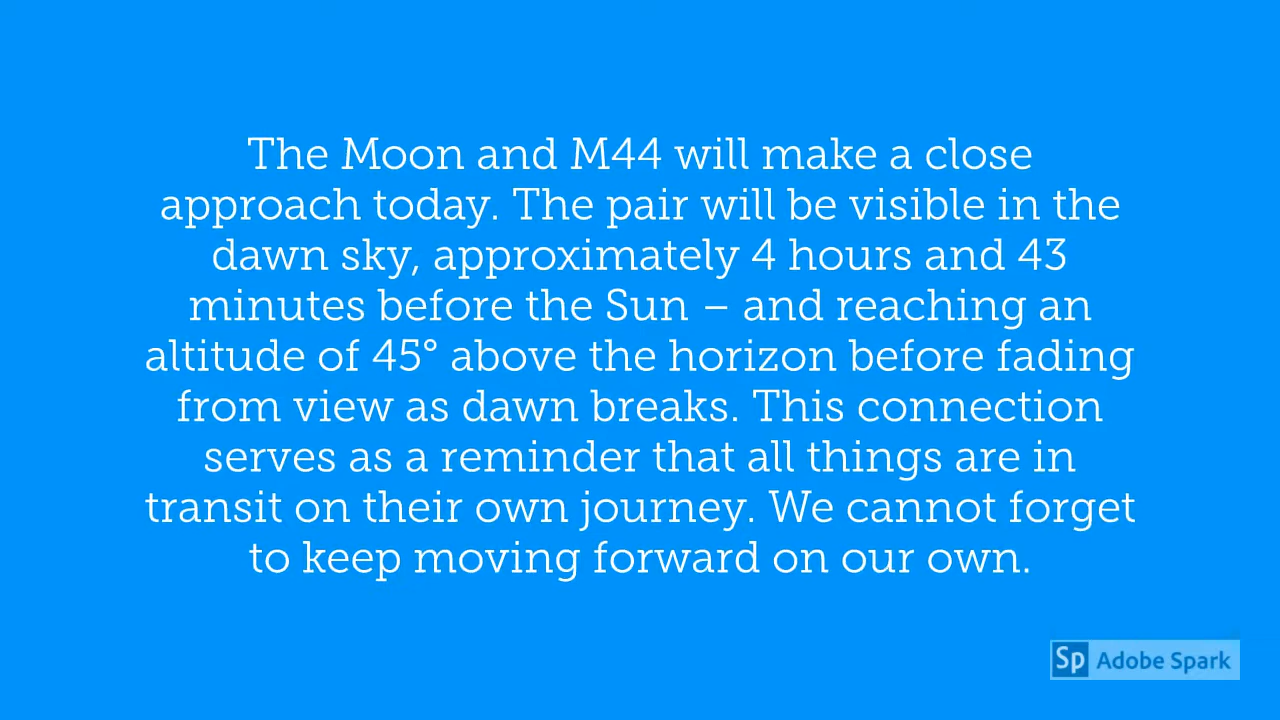 The Moon and M44 will make a close
approach today. The pair will be visible in the
dawn sky, approximately 4 hours and 43
minutes before the Sun – and reaching an
altitude of 45° above the horizon before fading
from view as dawn breaks. This connection
serves as a reminder that all things are in
transit on their own journey. We cannot forget
to keep moving forward on our own.
Sp Adobe Spark